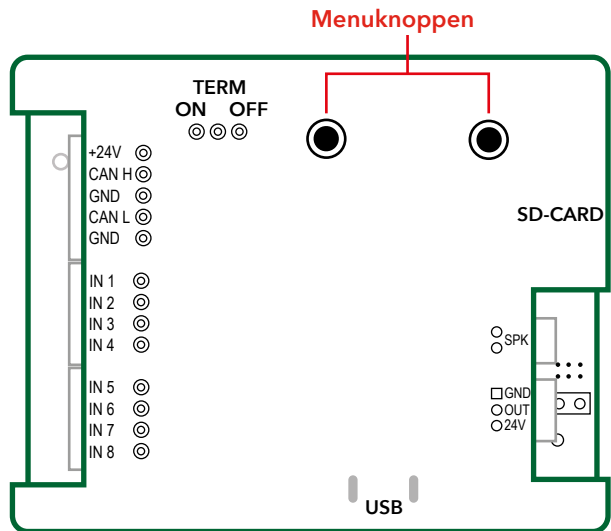 Menuknoppen
TERM
ON OFF
+24V
CAN H
GND
CAN L
GND
SD-CARD
IN 1
IN 2
IN 3
IN 4
SPK
IN 5
IN 6
IN 7
IN 8
GND
OUT
24V
USB